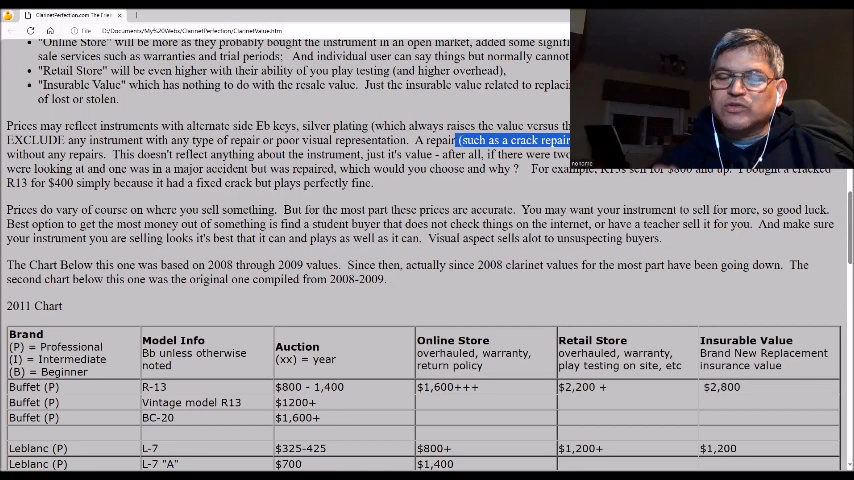 ClarinetPerfection.com The Frier
File
D:/Documents/My%20Webs/ClarinetPerfection/ClarinetValue.htm
• "Online Store" will be more as they probably bought the instrument in an open market, added some signifi
sale services such as warranties and trial periods; And individual user can say things but normally cannot
• "Retail Store" will be even higher with their ability of you play testing (and higher overhead),
• "Insurable Value" which has nothing to do with the resale value. Just the insurable value related to replacin
of lost or stolen.
Prices may reflect instruments with alternate side Eb keys, silver plating (which always raises the value versus th
EXCLUDE any instrument with any type of repair or poor visual representation. A repair (such as a crack repair
without any repairs. This doesn't reflect anything about the instrument, just it's value - after all, if there were two
were looking at and one was in a major accident but was repaired, which would you choose and why ? For example, R13s sell for $800 and up. I bought a cracked
R13 for $400 simply because it had a fixed crack but plays perfectly fine.
Prices do vary of course on where you sell something. But for the most part these prices are accurate. You may want your instrument to sell for more, so good luck.
Best option to get the most money out of something is find a student buyer that does not check things on the internet, or have a teacher sell it for you. And make sure
your instrument you are selling looks it's best that it can and plays as well as it can. Visual aspect sells alot to unsuspecting buyers.
The Chart Below this one was based on 2008 through 2009 values. Since then, actually since 2008 clarinet values for the most part have been going down. The
second chart below this one was the original one compiled from 2008-2009.
2011 Chart
Brand
(P) = Professional
(I) = Intermediate
(B) = Beginner
Model Info
Bb unless otherwise
noted
Auction
(xx) = year
Online Store
overhauled, warranty,
return policy
Retail Store
overhauled, warranty,
play testing on site, etc
Insurable Value
Brand New Replacement
insurance value
Buffet (P) R-13 $800 - 1,400 $1,600+++ $2,200 + $2,800
Buffet (P) Vintage model R13 $1200+
Buffet (P) BC-20 $1,600+
Leblanc (P) L-7 $325-425 $800+ $1,200+ $1,200
Leblanc (P) L-7 "A" $700 $1,400